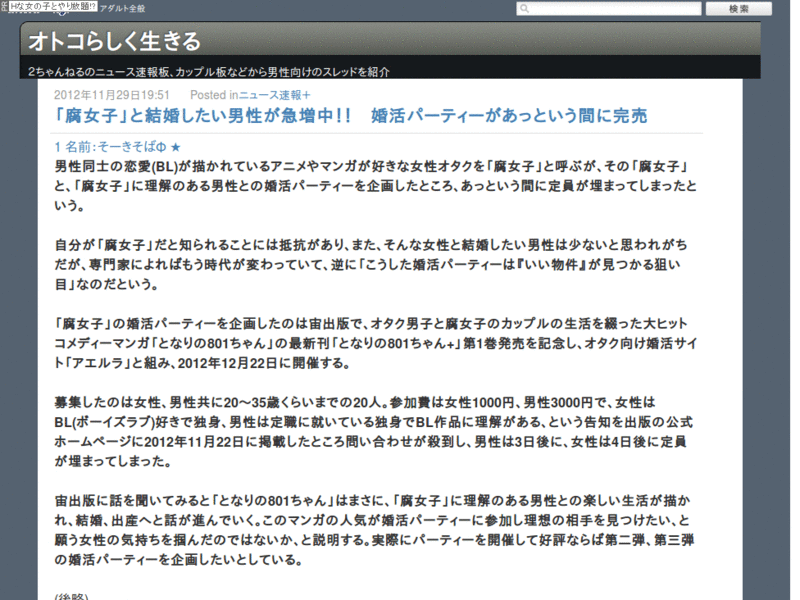 Hな女の子とやり放題!?
アダルト全般
検索
オトコらしく生きる
2ちゃんねるのニュース速報板、カップル板などから男性向けのスレッドを紹介
2012年11月29日19:51 Posted inニュース速報＋
「腐女子」と結婚したい男性が急増中!! 婚活パーティーがあっという間に完売
1 名前：そーきそばΦ ★
男性同士の恋愛(BL)が描かれているアニメやマンガが好きな女性オタクを「腐女子」と呼ぶが、その「腐女子」
と、「腐女子」に理解のある男性との婚活パーティーを企画したところ、あっという間に定員が埋まってしまったと
いう。
自分が「腐女子」だと知られることには抵抗があり、また、そんな女性と結婚したい男性は少ないと思われがち
だが、専門家によればもう時代が変わっていて、逆に「こうした婚活パーティーは『いい物件』が見つかる狙い
目」なのだという。
「腐女子」の婚活パーティーを企画したのは宙出版で、オタク男子と腐女子のカップルの生活を綴った大ヒット
コメディーマンガ「となりの801ちゃん」の最新刊「となりの801ちゃん+」第1巻発売を記念し、オタク向け婚活サイ
ト「アエルラ」と組み、2012年12月22日に開催する。
募集したのは女性、男性共に20～35歳くらいまでの20人。参加費は女性1000円、男性3000円で、女性は
BL(ボーイズラブ)好きで独身、男性は定職に就いている独身でBL作品に理解がある、という告知を出版の公式
ホームページに2012年11月22日に掲載したところ問い合わせが殺到し、男性は3日後に、女性は4日後に定員
が埋まってしまった。
宙出版に話を聞いてみると「となりの801ちゃん」はまさに、「腐女子」に理解のある男性との楽しい生活が描か
れ、結婚、出産へと話が進んでいく。このマンガの人気が婚活パーティーに参加し理想の相手を見つけたい、と
願う女性の気持ちを掴んだのではないか、と説明する。実際にパーティーを開催して好評ならば第二弾、第三弾
の婚活パーティーを企画したいとしている。
(後略)